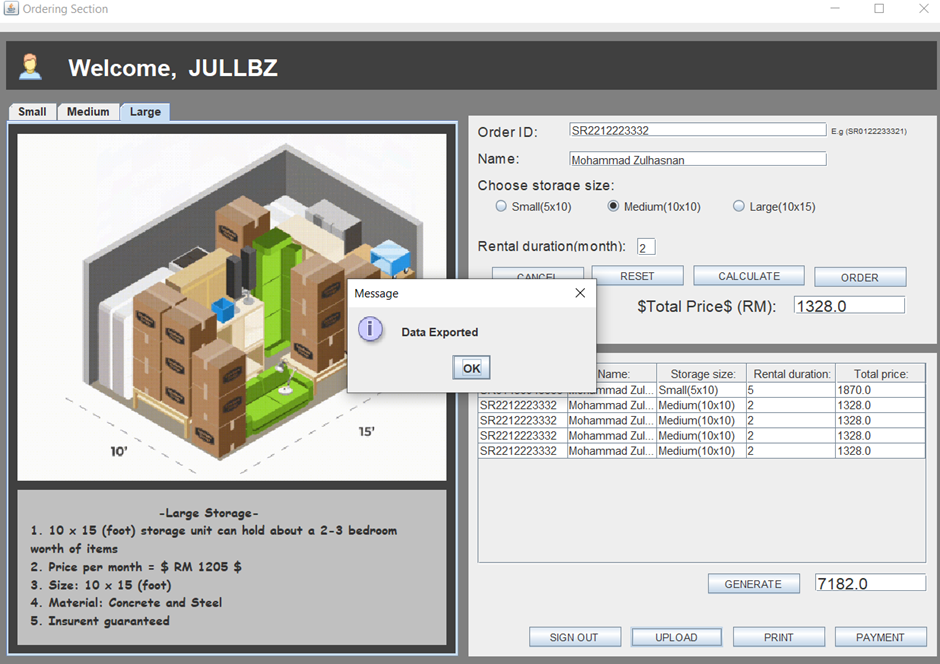 Ordering Section
Welcome, JULLBZ
Small Medium Large
10'
15'
-Large Storage-
1. 10 x 15 (foot) storage unit can hold about a 2-3 bedroom
worth of items
2. Price per month = $ RM 1205 $
3. Size: 10 x 15 (foot)
4. Material: Concrete and Steel
5. Insurent guaranteed
Order ID: SR2212223332 E.g (SR0122233321)
Name: Mohammad Zulhasnan
Choose storage size:
Small(5x10) Medium(10x10) Large(10x15)
Rental duration(month): 2
CANCEL RESET CALCULATE ORDER
$Total Price$ (RM): 1328.0
Message
Data Exported
OK
Name: Storage size: Rental duration: Total price:
Mohammad Zul... Small(5x10) 5 1870.0
SR2212223332 Mohammad Zul... Medium(10x10) 2 1328.0
SR2212223332 Mohammad Zul... Medium(10x10) 2 1328.0
SR2212223332 Mohammad Zul... Medium(10x10) 2 1328.0
SR2212223332 Mohammad Zul... Medium(10x10) 2 1328.0
GENERATE 7182.0
SIGN OUT UPLOAD PRINT PAYMENT